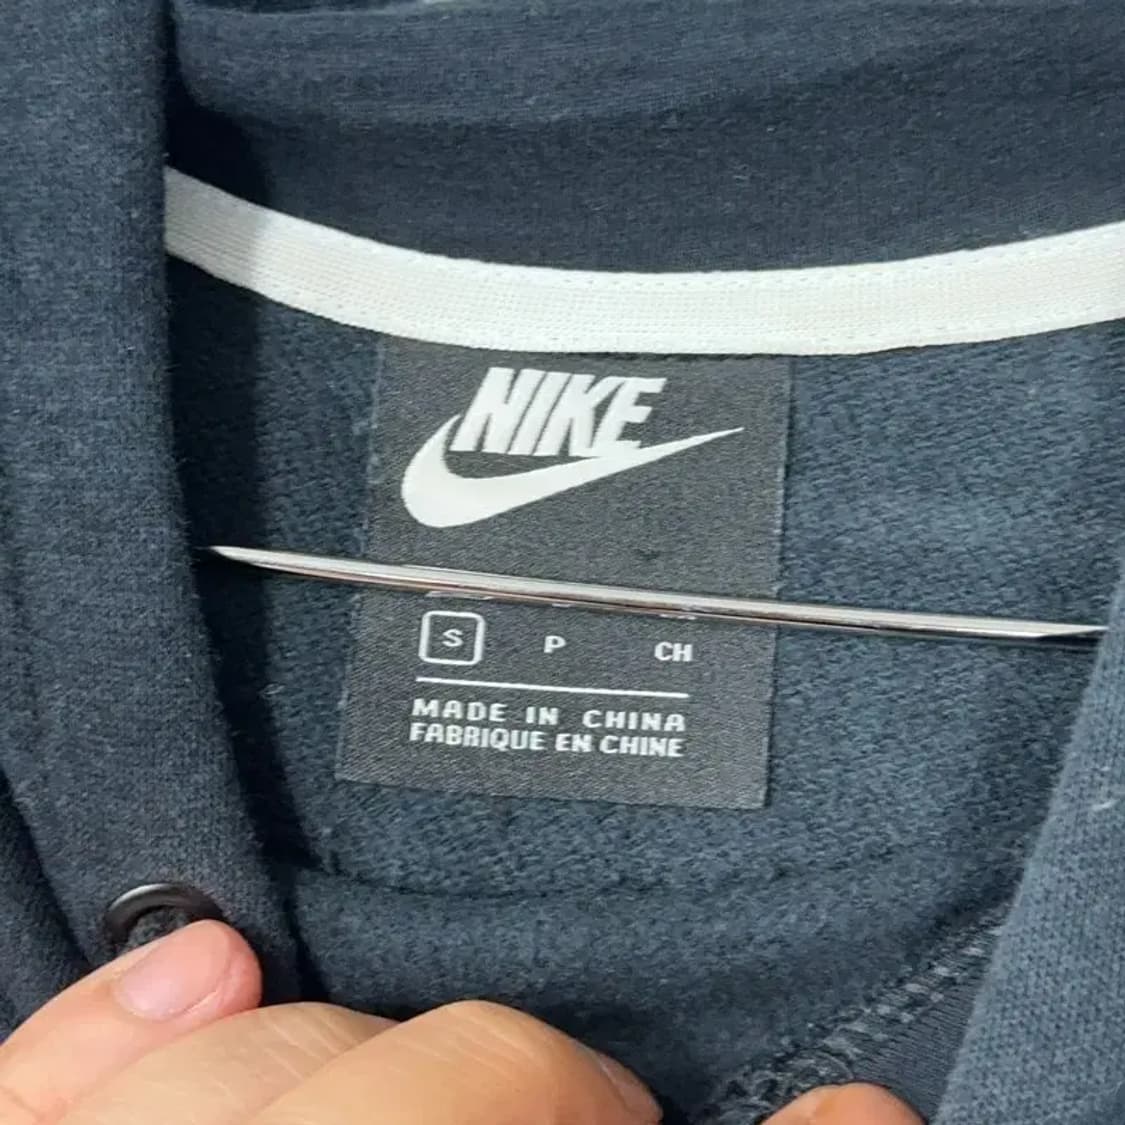 NIKE
S P CH
MADE IN CHINA
FABRIQUE EN CHINE